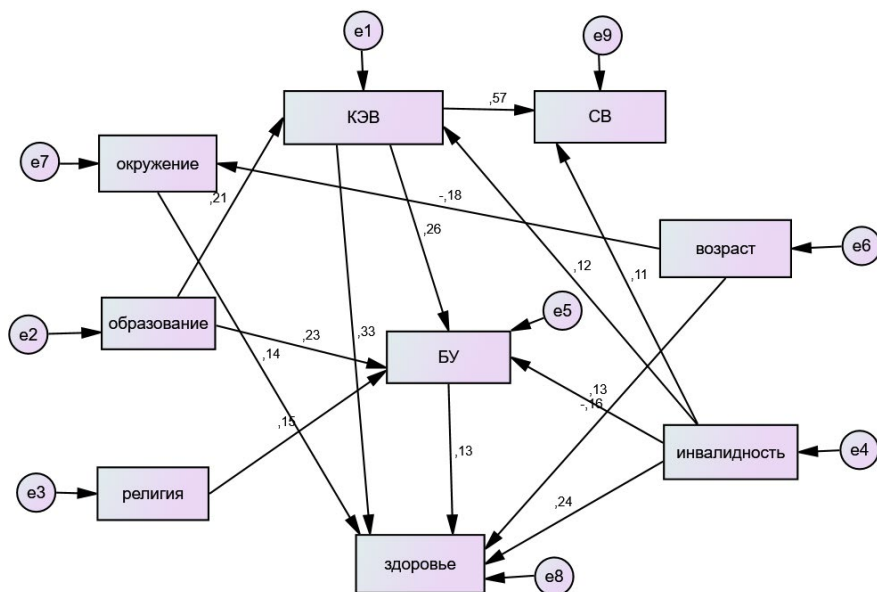 e1
e9
КЭВ
,57
СВ
e7
окружение
,21
-,18
,26
возраст
e6
,12
,11
e2
образование
e5
,23
,33
БУ
,14
,13
-,16
,15
,13
инвалидность
e4
e3
религия
,24
здоровье
e8